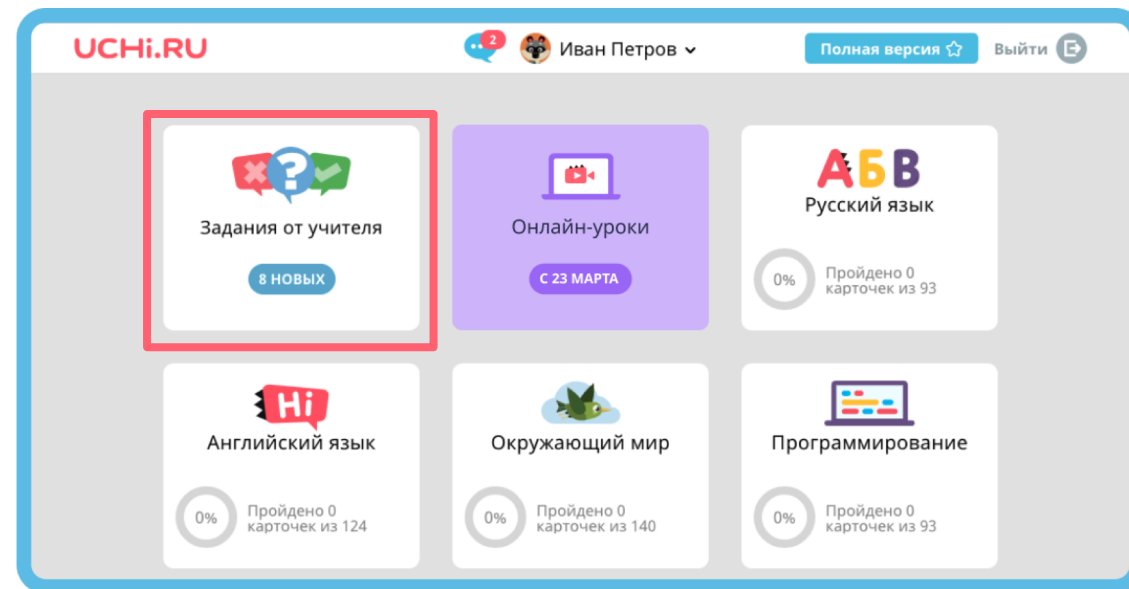 UCHi.RU
2
Иван Петров
Полная версия
Выйти
Задания от учителя
8 НОВЫХ
Онлайн-уроки
С 23 МАРТА
АБВ
Русский язык
0%
Пройдено 0
карточек из 93
Hi
Английский язык
0%
Пройдено 0
карточек из 124
Окружающий мир
0%
Пройдено 0
карточек из 140
Программирование
0%
Пройдено 0
карточек из 93